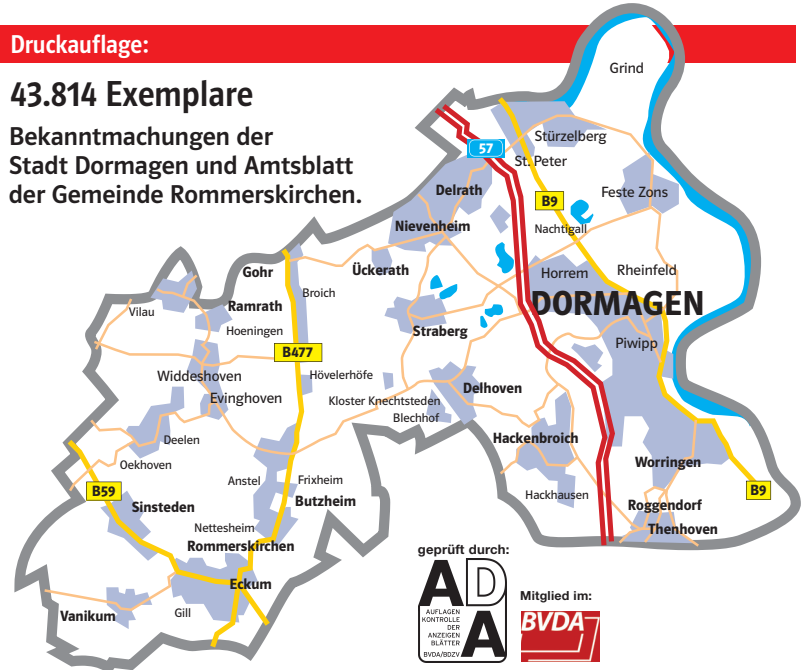 Druckauflage:
43.814 Exemplare
Bekanntmachungen der
Stadt Dormagen und Amtsblatt
der Gemeinde Rommerskirchen.
Grind
57
Stürzelberg
St. Peter
Delrath
Feste Zons
B9
Nievenheim
Nachtigall
Gohr
Ückerath
Horrem
Rheinfeld
Broich
Vilau
Ramrath
DORMAGEN
Hoeningen
Straberg
B477
Piwipp
Widdeshoven
Hövelerhöfe
Evinghoven
Kloster Knechtsteden
Delhoven
Blechhof
Deelen
Hackenbroich
Oekhoven
Worringen
Anstel
Frixheim
B59
Butzheim
Hackhausen
B9
Sinsteden
Roggendorf
Nettesheim
Thenhoven
Rommerskirchen
Eckum
Vanikum
Gill
geprüft durch:
ADA
AUFLAGEN
KONTROLLE
DER
ANZEIGEN
BLÄTTER
BVDA/BDZV
Mitglied im:
BVDA